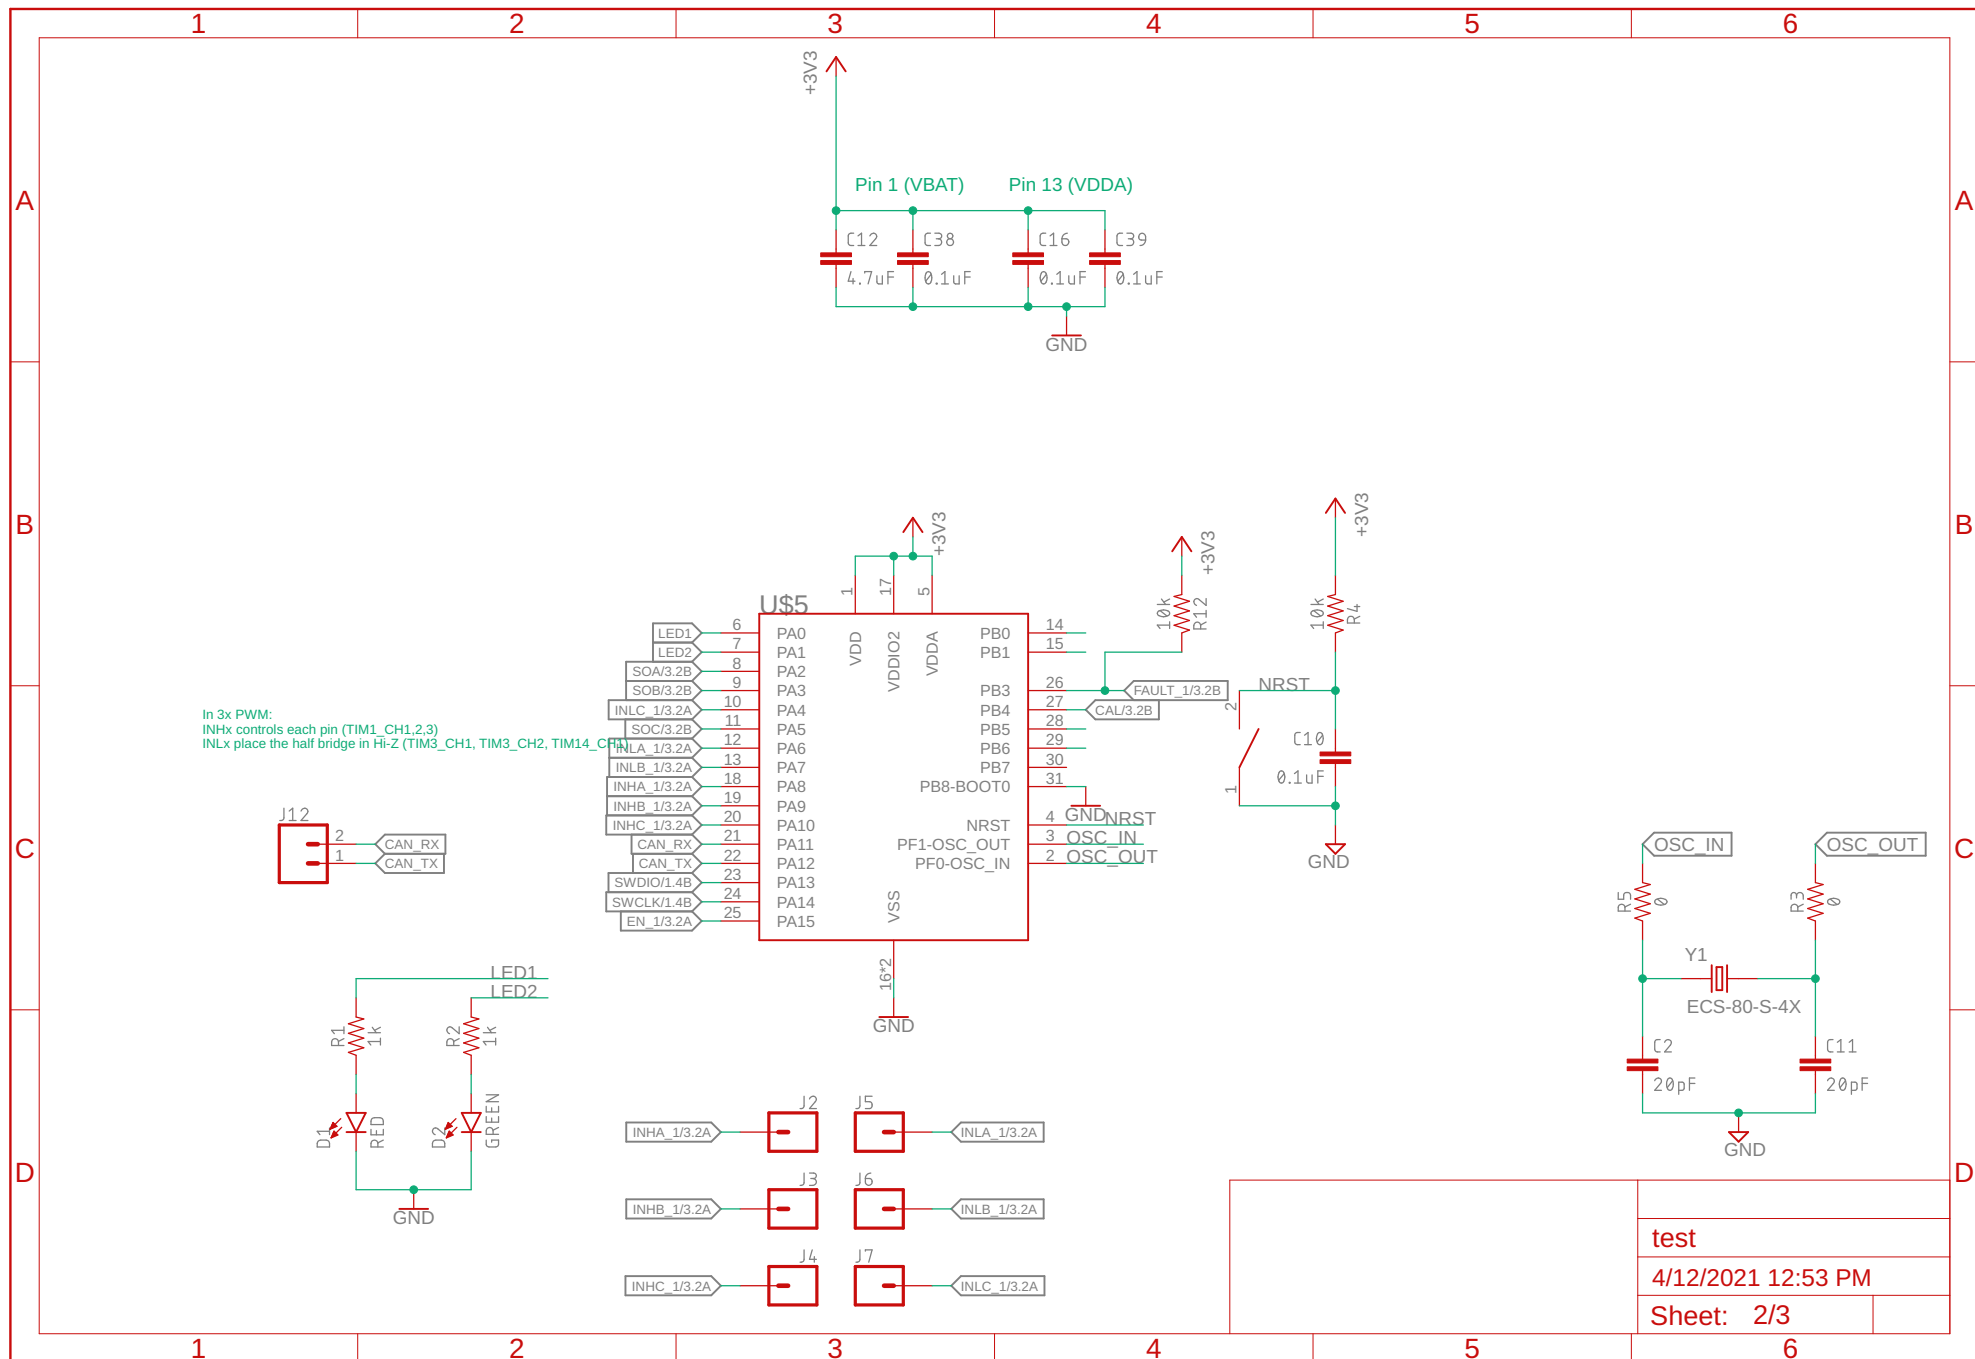 1 2 3 4 5 6
A A
+3V3
Pin 1 (VBAT) Pin 13 (VDDA)
C12 C38 C16 C39
4.7uF 0.1uF 0.1uF 0.1uF
GND
B B
+3V3
+3V3
+3V3
U$5
1 17 5
VDD VDDIO2 VDDA
LED1 6 PA0
LED2 7 PA1
SOA/3.2B 8 PA2
SOB/3.2B 9 PA3
INLC_1/3.2A 10 PA4
SOC/3.2B 11 PA5
INLA_1/3.2A 12 PA6
INLB_1/3.2A 13 PA7
INHA_1/3.2A 18 PA8
INHB_1/3.2A 19 PA9
INHC_1/3.2A 20 PA10
CAN_RX 21 PA11
CAN_TX 22 PA12
SWDIO/1.4B 23 PA13
SWCLK/1.4B 24 PA14
EN_1/3.2A 25 PA15
PB0 14
PB1 15
PB3 26 FAULT_1/3.2B
PB4 27 CAL/3.2B
PB5 28
PB6 29
PB7 30
PB8-BOOT0 31
GND
NRST 4 NRST
PF1-OSC_OUT 3 OSC_IN
PF0-OSC_IN 2 OSC_OUT
VSS
16*2
GND
10k
R12
10k
R4
NRST
2
1
C10
0.1uF
GND
In 3x PWM:
INHx controls each pin (TIM1_CH1,2,3)
INLx place the half bridge in Hi-Z (TIM3_CH1, TIM3_CH2, TIM14_CH1)
C C
J12
2 CAN_RX
1 CAN_TX
LED1
LED2
R1
1k
R2
1k
D1
RED
D2
GREEN
GND
OSC_IN OSC_OUT
R5
0
R3
0
Y1
ECS-80-S-4X
C2 C11
20pF 20pF
GND
D D
J2 J5
INHA_1/3.2A INLA_1/3.2A
J3 J6
INHB_1/3.2A INLB_1/3.2A
J4 J7
INHC_1/3.2A INLC_1/3.2A
test
4/12/2021 12:53 PM
Sheet: 2/3
1 2 3 4 5 6